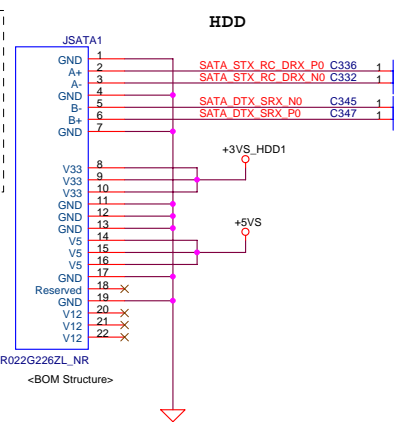 HDD
JSATA1
GND 1
A+ 2 SATA_STX_RC_DRX_P0 C336 1
A- 3 SATA_STX_RC_DRX_N0 C332 1
GND 4
B- 5 SATA_DTX_SRX_N0 C345 1
B+ 6 SATA_DTX_SRX_P0 C347 1
GND 7
+3VS_HDD1
V33 8
V33 9
V33 10
GND 11
GND 12
GND 13
+5VS
V5 14
V5 15
V5 16
GND 17
Reserved 18
GND 19
V12 20
V12 21
V12 22
R022G226ZL_NR
<BOM Structure>